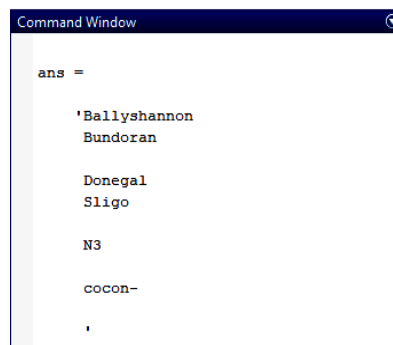 Command Window
ans =
'Ballyshannon
Bundoran
Donegal
Sligo
N3
cocon-
'